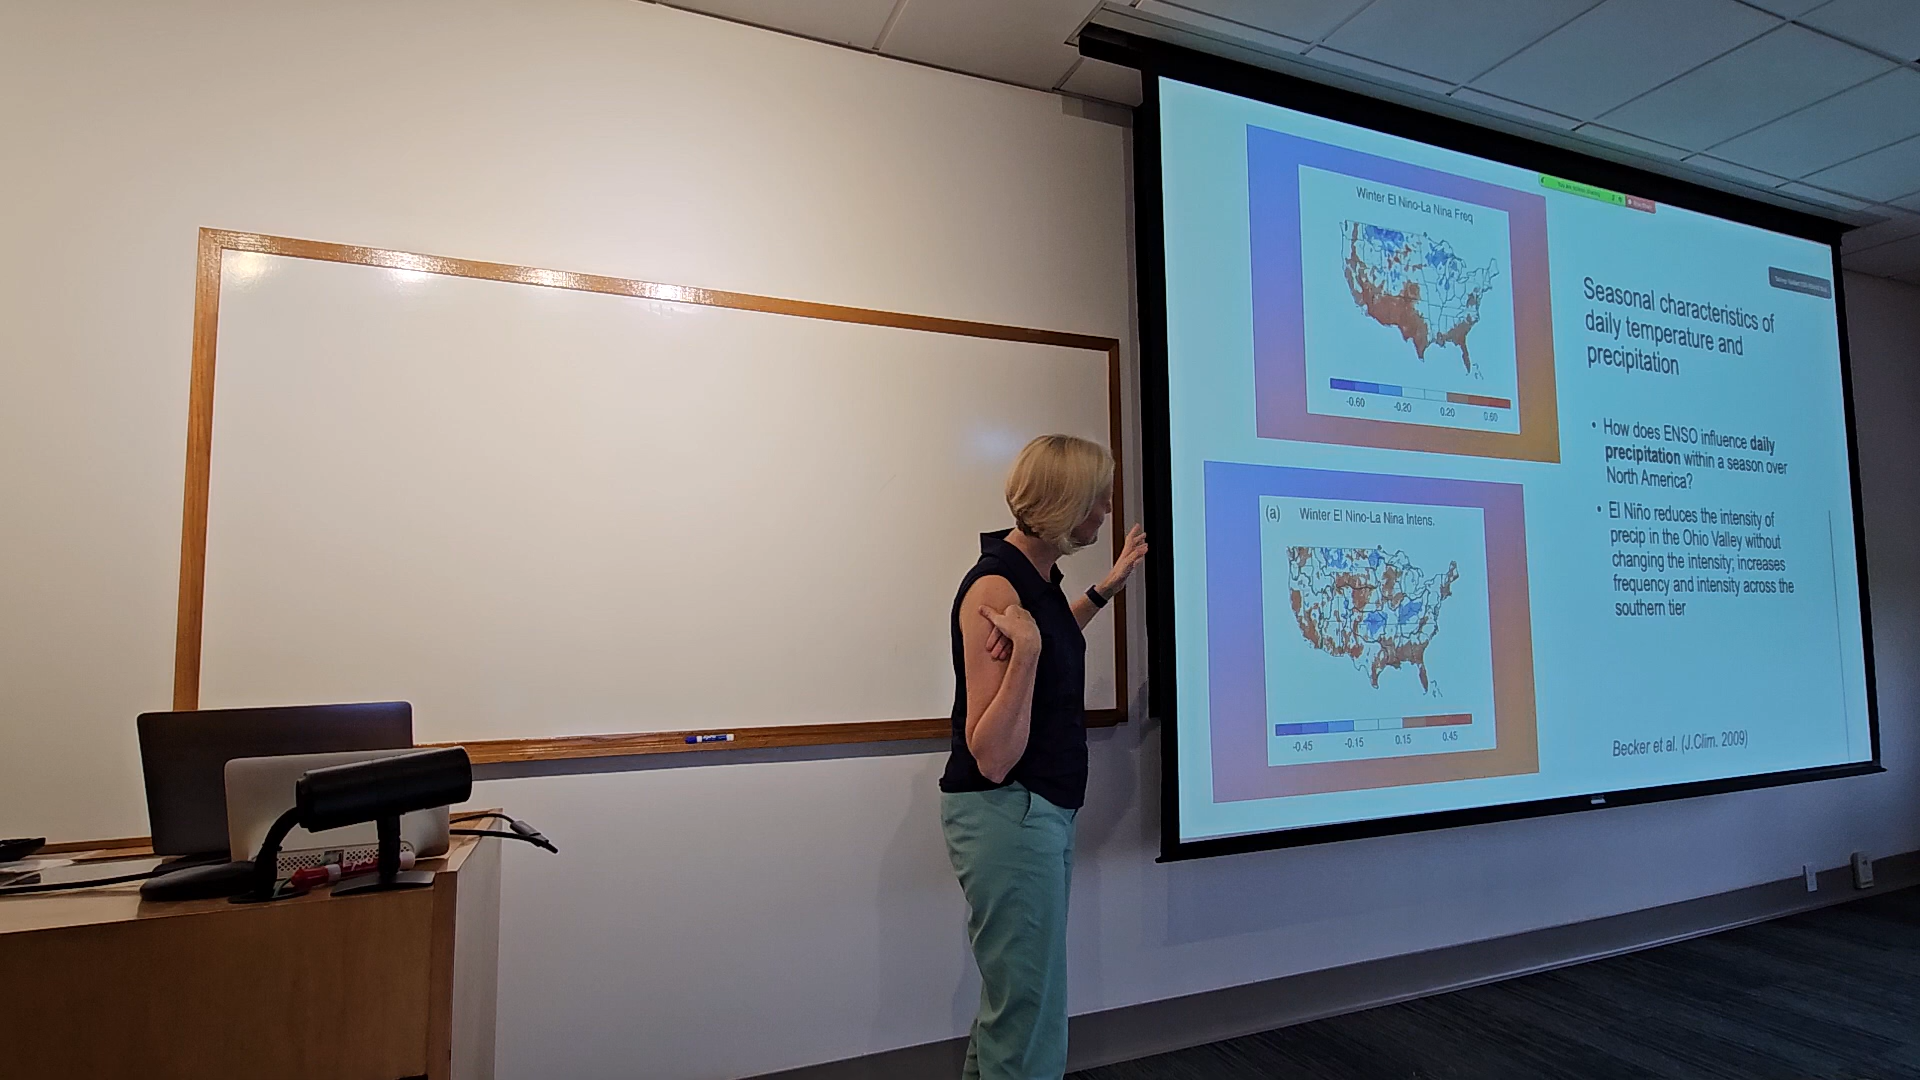 Winter El Nino-La Nina Freq
-0.60 -0.20 0.20 0.60
(a) Winter El Nino-La Nina Intens.
-0.45 -0.15 0.15 0.45
Seasonal characteristics of
daily temperature and
precipitation
• How does ENSO influence daily
precipitation within a season over
North America?
• El Niño reduces the intensity of
precip in the Ohio Valley without
changing the intensity; increases
frequency and intensity across the
southern tier
Becker et al. (J.Clim. 2009)